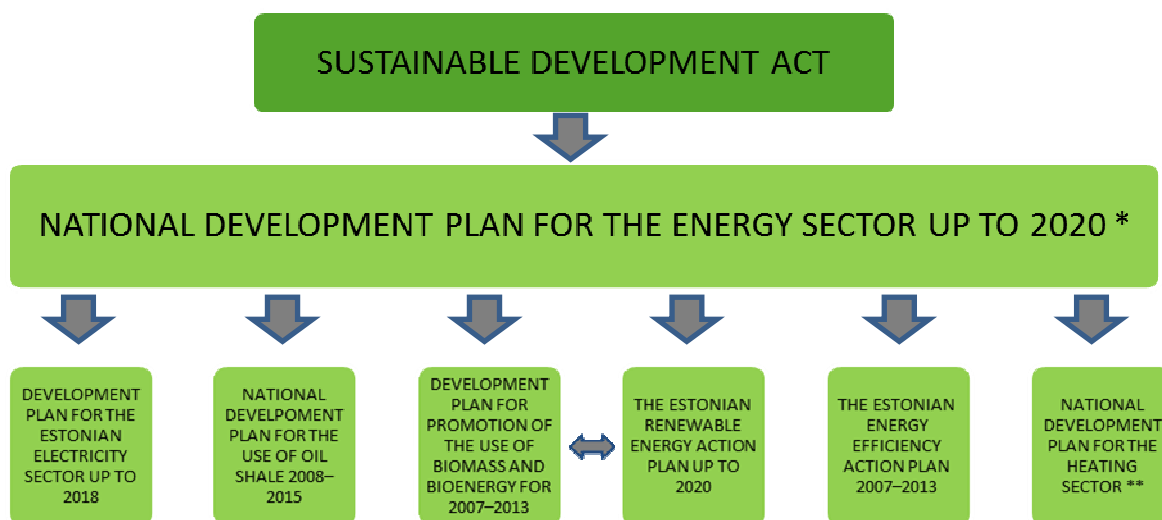 SUSTAINABLE DEVELOPMENT ACT
NATIONAL DEVELOPMENT PLAN FOR THE ENERGY SECTOR UP TO 2020 *
DEVELOPMENT
PLAN FOR THE
ESTONIAN
ELECTRICITY
SECTOR UP TO
2018
NATIONAL
DEVELPOMENT
PLAN FOR THE
USE OF OIL
SHALE 2008–
2015
DEVELOPMENT
PLAN FOR
PROMOTION OF
THE USE OF
BIOMASS AND
BIOENERGY FOR
2007–2013
THE ESTONIAN
RENEWABLE
ENERGY ACTION
PLAN UP TO
2020
THE ESTONIAN
ENERGY
EFFICIENCY
ACTION PLAN
2007–2013
NATIONAL
DEVELOPMENT
PLAN FOR THE
HEATING
SECTOR **